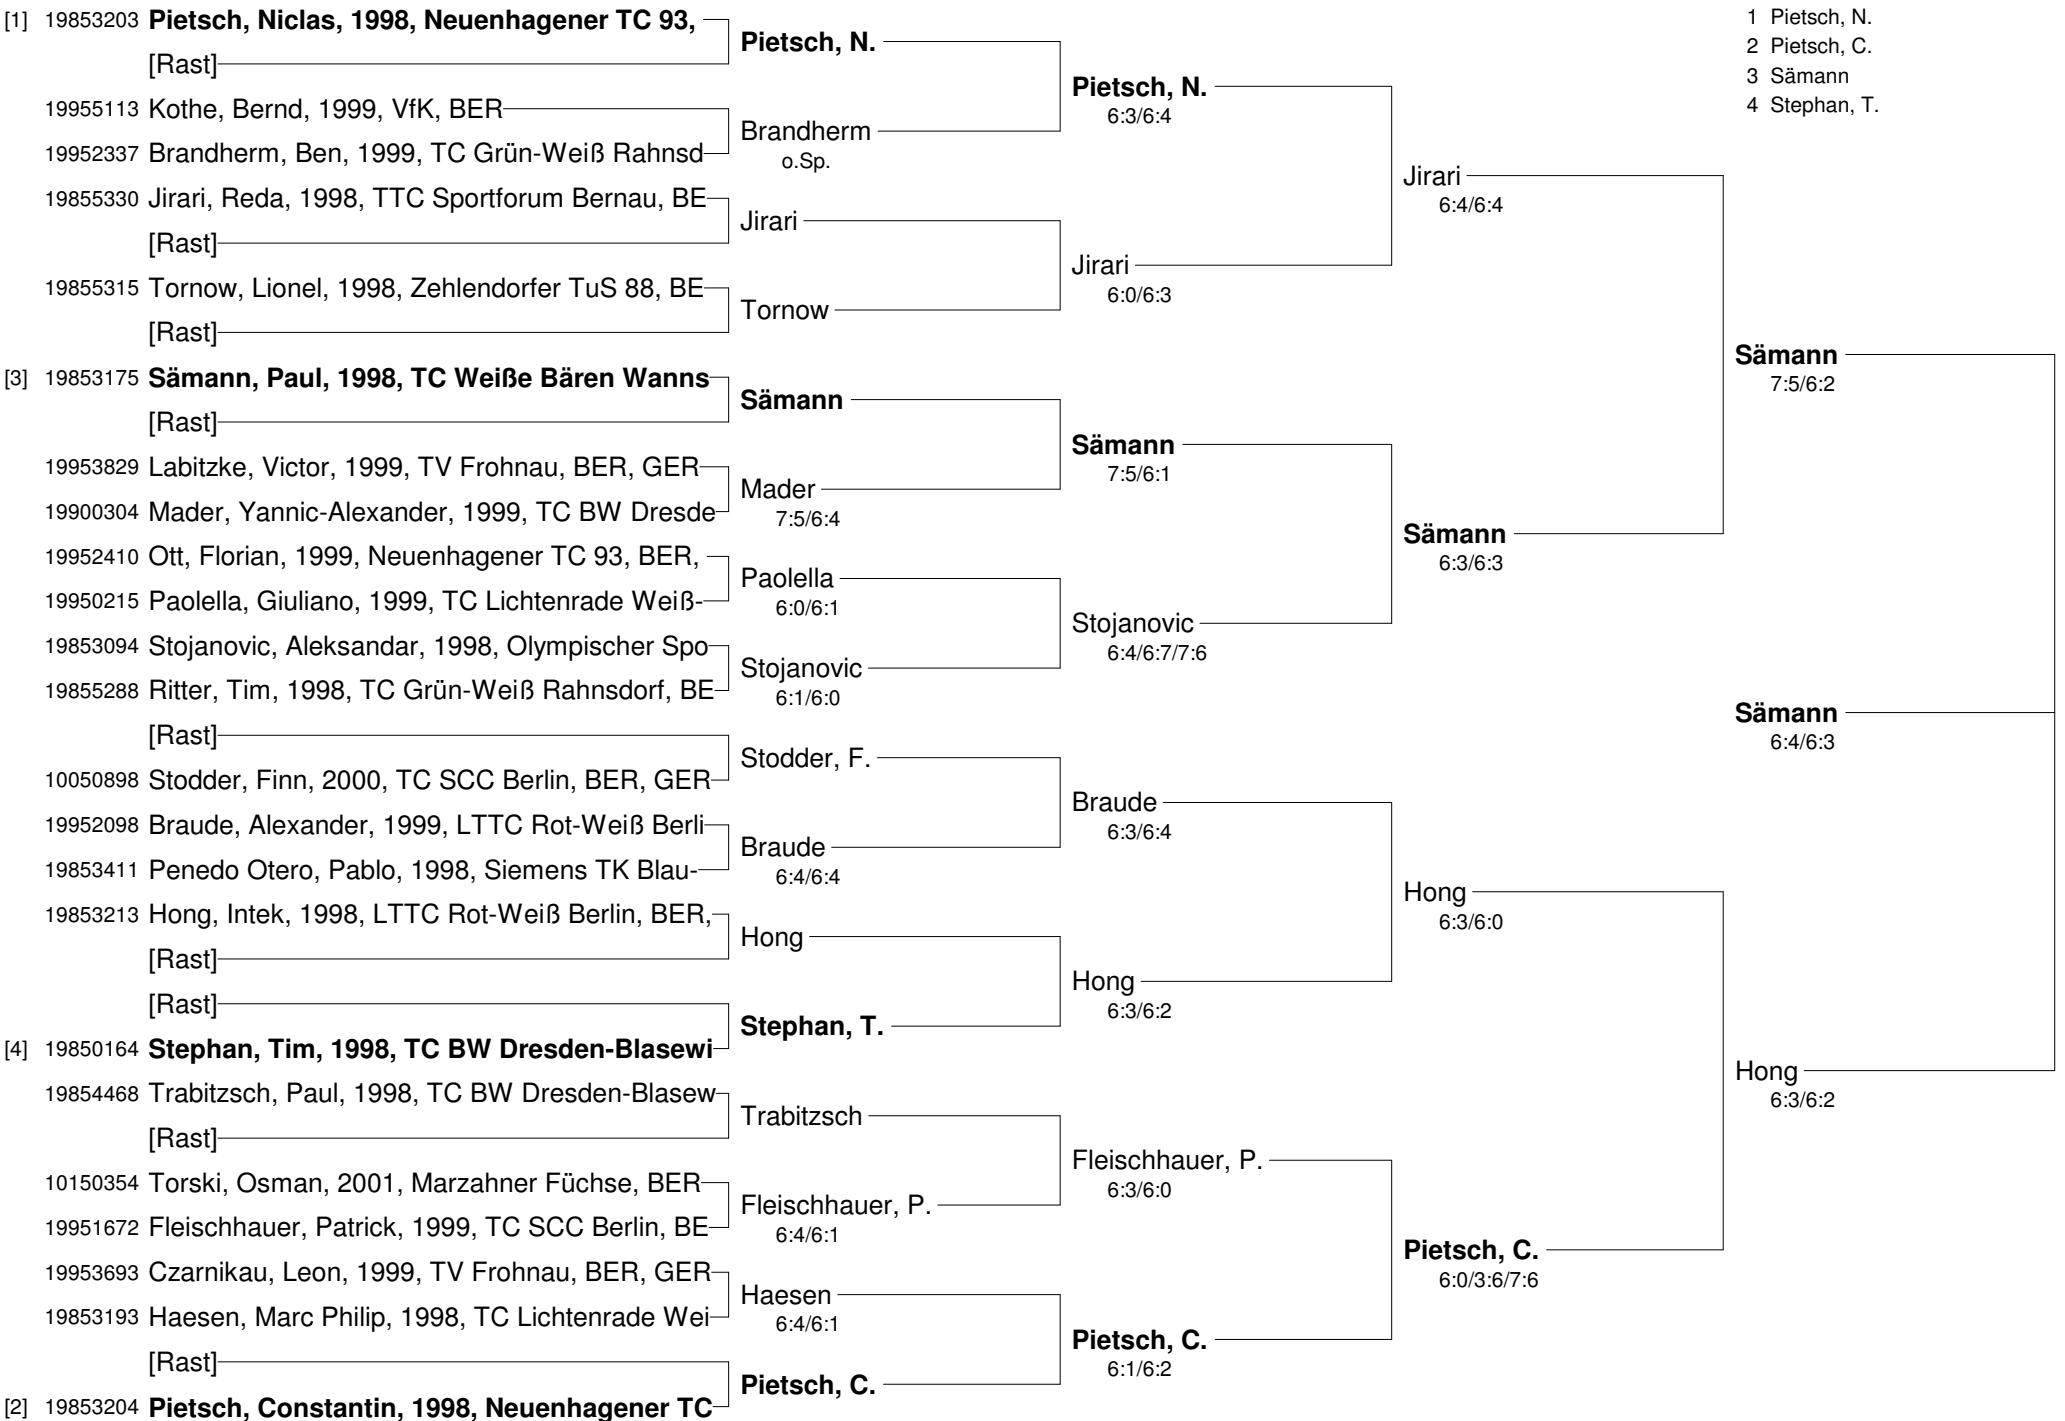 [1] 19853203 Pietsch, Niclas, 1998, Neuenhagener TC 93,
[Rast]
19955113 Kothe, Bernd, 1999, VfK, BER
19952337 Brandherm, Ben, 1999, TC Grün-Weiß Rahnsd
19855330 Jirari, Reda, 1998, TTC Sportforum Bernau, BE
[Rast]
19855315 Tornow, Lionel, 1998, Zehlendorfer TuS 88, BE
[Rast]
[3] 19853175 Sämann, Paul, 1998, TC Weiße Bären Wanns
[Rast]
19953829 Labitzke, Victor, 1999, TV Frohnau, BER, GER
19900304 Mader, Yannic-Alexander, 1999, TC BW Dresde
19952410 Ott, Florian, 1999, Neuenhagener TC 93, BER,
19950215 Paolella, Giuliano, 1999, TC Lichtenrade Weiß-
19853094 Stojanovic, Aleksandar, 1998, Olympischer Spo
19855288 Ritter, Tim, 1998, TC Grün-Weiß Rahnsdorf, BE
[Rast]
10050898 Stodder, Finn, 2000, TC SCC Berlin, BER, GER
19952098 Braude, Alexander, 1999, LTTC Rot-Weiß Berli
19853411 Penedo Otero, Pablo, 1998, Siemens TK Blau-
19853213 Hong, Intek, 1998, LTTC Rot-Weiß Berlin, BER,
[Rast]
[Rast]
[4] 19850164 Stephan, Tim, 1998, TC BW Dresden-Blasewi
19854468 Trabitzsch, Paul, 1998, TC BW Dresden-Blasew
[Rast]
10150354 Torski, Osman, 2001, Marzahner Füchse, BER
19951672 Fleischhauer, Patrick, 1999, TC SCC Berlin, BE
19953693 Czarnikau, Leon, 1999, TV Frohnau, BER, GER
19853193 Haesen, Marc Philip, 1998, TC Lichtenrade Wei
[Rast]
[2] 19853204 Pietsch, Constantin, 1998, Neuenhagener TC
Pietsch, N.
Brandherm
o.Sp.
Jirari
Tornow
Sämann
Mader
7:5/6:4
Paolella
6:0/6:1
Stojanovic
6:1/6:0
Stodder, F.
Braude
6:4/6:4
Hong
Stephan, T.
Trabitzsch
Fleischhauer, P.
6:4/6:1
Haesen
6:4/6:1
Pietsch, C.
Pietsch, N.
6:3/6:4
Jirari
6:0/6:3
Sämann
7:5/6:1
Stojanovic
6:4/6:7/7:6
Braude
6:3/6:4
Hong
6:3/6:2
Fleischhauer, P.
6:3/6:0
Pietsch, C.
6:1/6:2
Jirari
6:4/6:4
Sämann
6:3/6:3
Hong
6:3/6:0
Pietsch, C.
6:0/3:6/7:6
1 Pietsch, N.
2 Pietsch, C.
3 Sämann
4 Stephan, T.
Sämann
7:5/6:2
Sämann
6:4/6:3
Hong
6:3/6:2